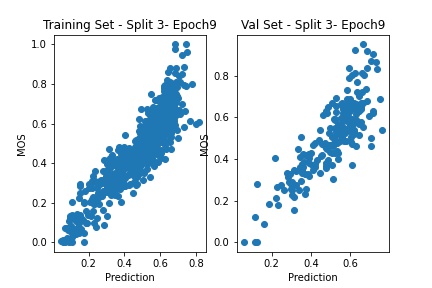 Training Set - Split 3- Epoch9
1.0
0.8
0.6
0.4
0.2
0.0
MOS
0.2 0.4 0.6 0.8
Prediction
Val Set - Split 3- Epoch9
0.8
0.6
0.4
0.2
0.0
MOS
0.2 0.4 0.6
Prediction